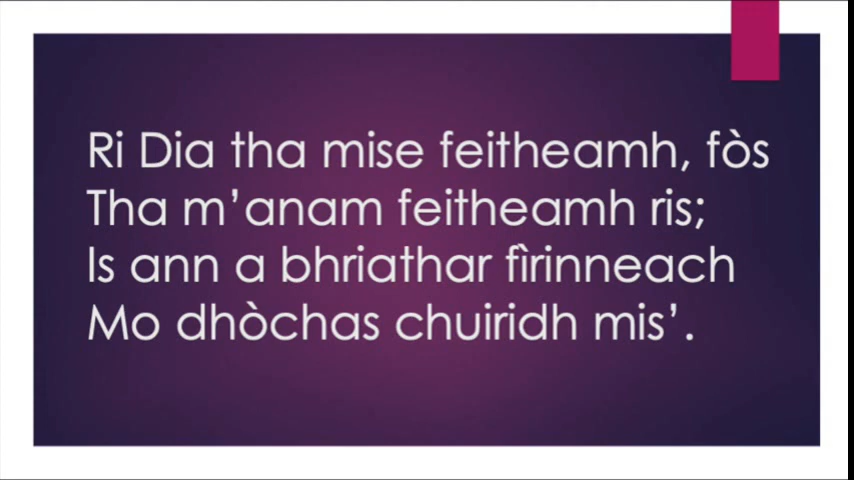 Ri Dia tha mise feitheamh, fòs
Tha m’anam feitheamh ris;
Is ann a bhriathar fìrinneach
Mo dhòchas chuiridh mis’.